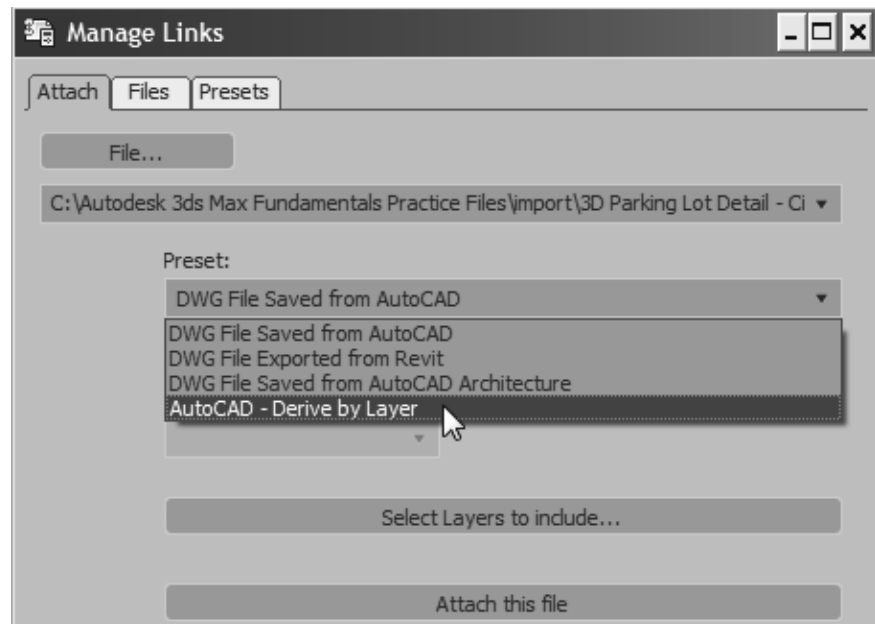 Manage Links
Attach Files Presets
File...
C:\Autodesk 3ds Max Fundamentals Practice Files\import\3D Parking Lot Detail - Ci
Preset:
DWG File Saved from AutoCAD
DWG File Saved from AutoCAD
DWG File Exported from Revit
DWG File Saved from AutoCAD Architecture
AutoCAD - Derive by Layer
Select Layers to include...
Attach this file